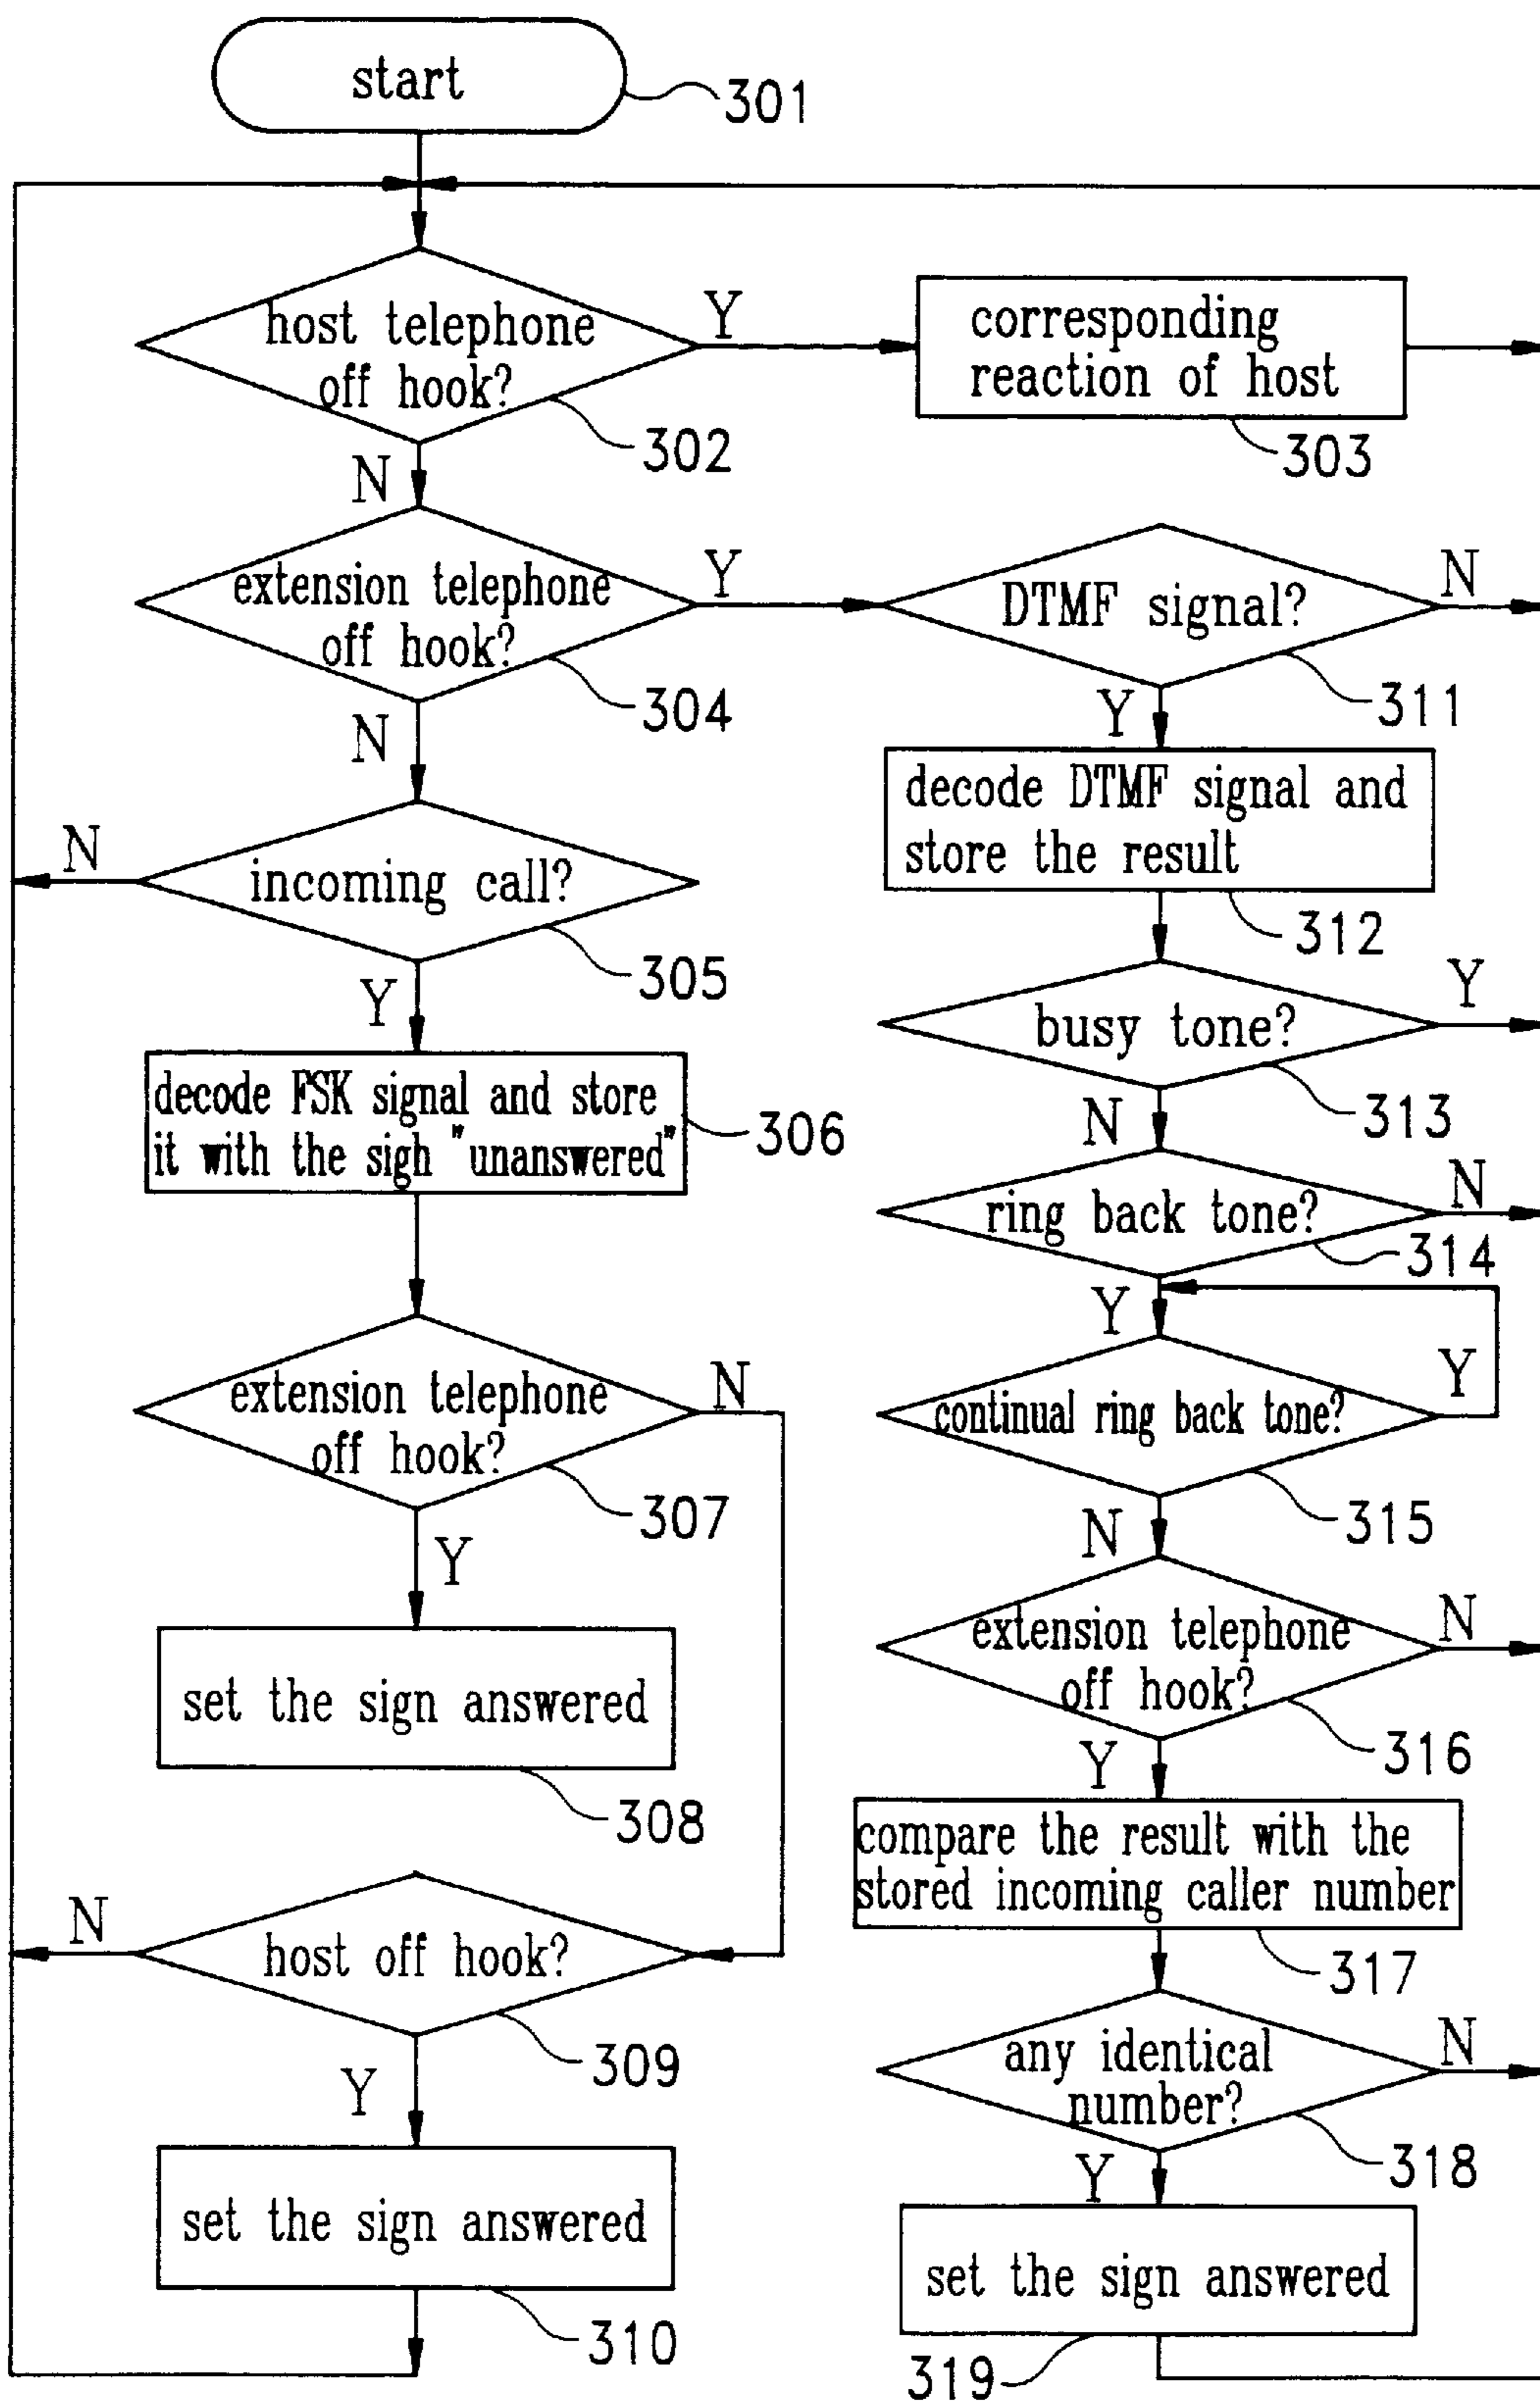 start
301
host telephone
off hook?
Y
302
N
corresponding
reaction of host
303
extension telephone
off hook?
Y
304
N
DTMF signal?
N
311
Y
decode DTMF signal and
store the result
312
incoming call?
N
305
Y
decode FSK signal and store
it with the sigh "unanswered"
306
busy tone?
Y
313
N
ring back tone?
N
314
Y
continual ring back tone?
Y
315
N
extension telephone
off hook?
N
307
Y
set the sign answered
308
extension telephone
off hook?
N
316
Y
compare the result with the
stored incoming caller number
317
host off hook?
N
309
Y
set the sign answered
310
any identical
number?
N
318
Y
set the sign answered
319